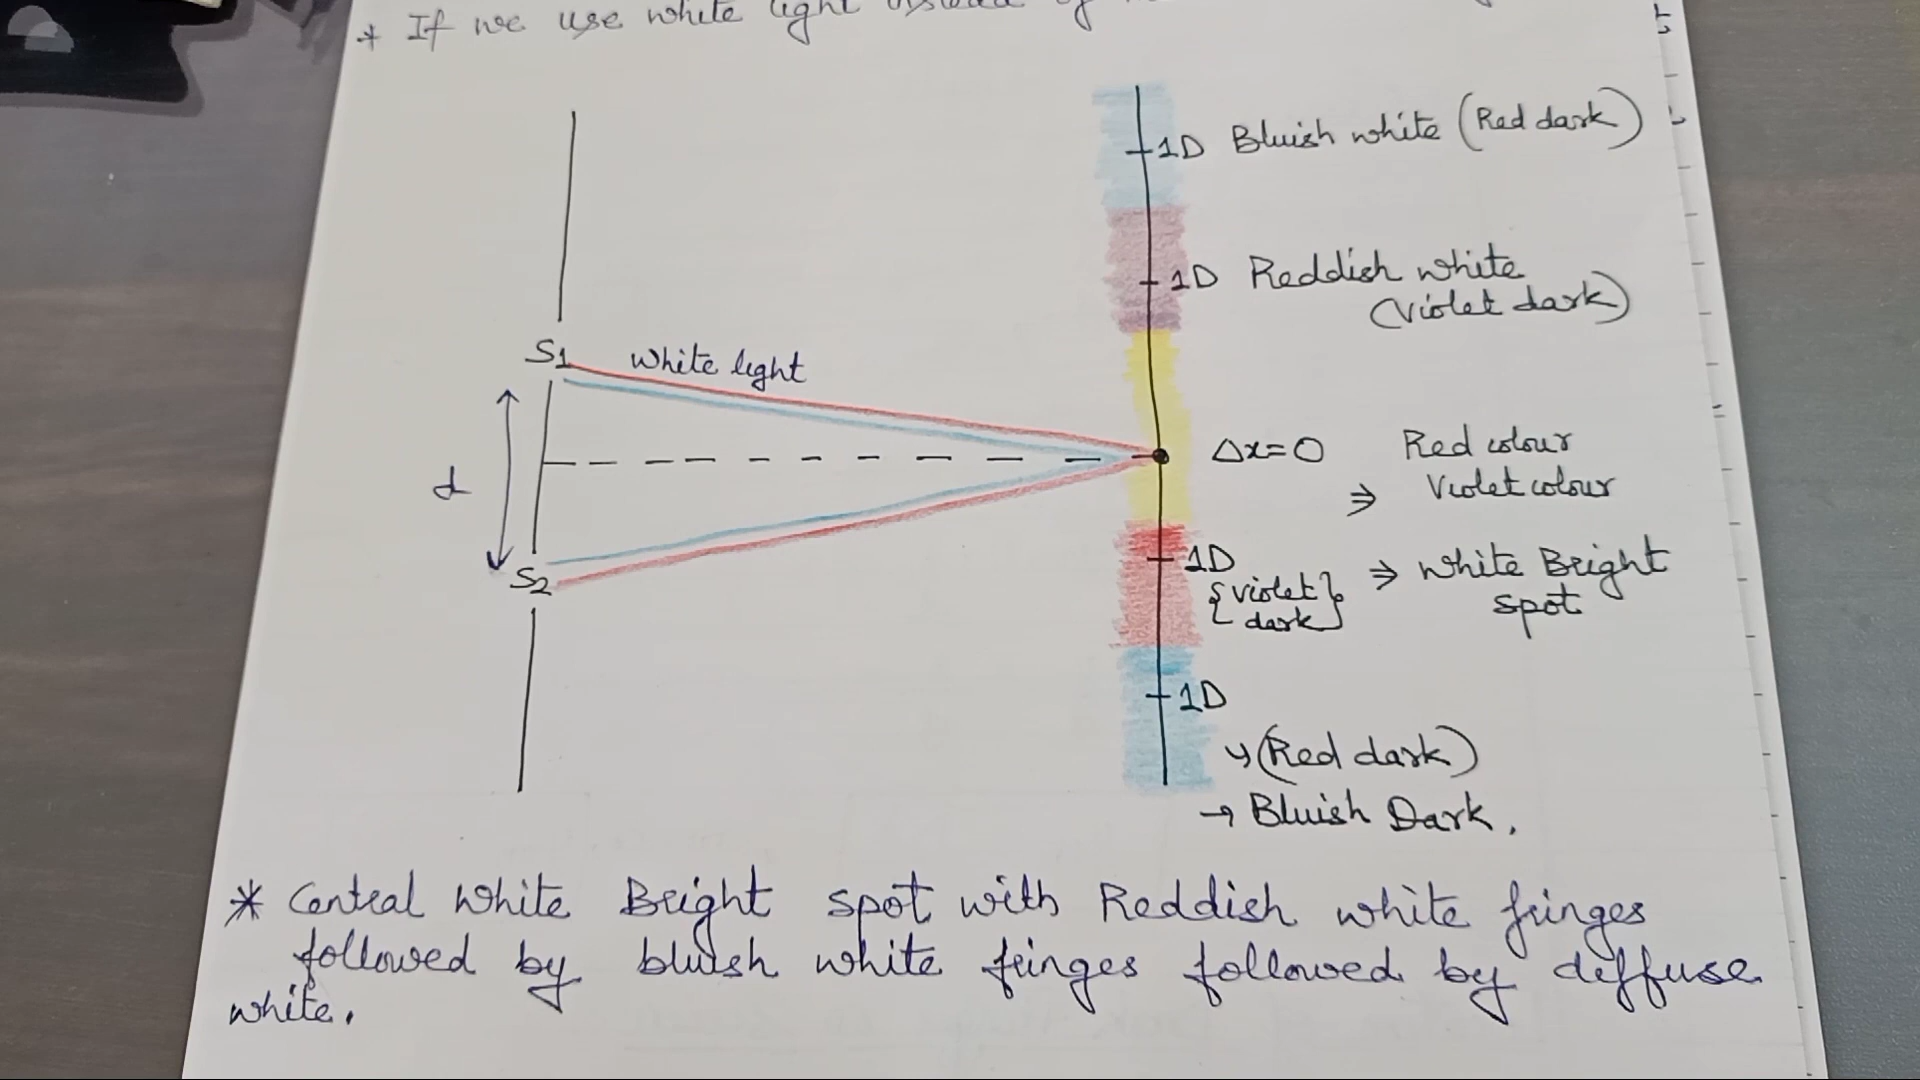 * If we use white light instead of
1D Bluish white (Red dark)
1D Reddish white
(Violet dark)
S1 White light
Δx=0 Red colour
d ⇒ Violet colour
S2 1D ⇒ White Bright
{violet} spot
dark
1D
↳ (Red dark)
→ Bluish Dark.
* Central white Bright spot with Reddish white fringes
followed by bluish white fringes followed by diffuse
white.